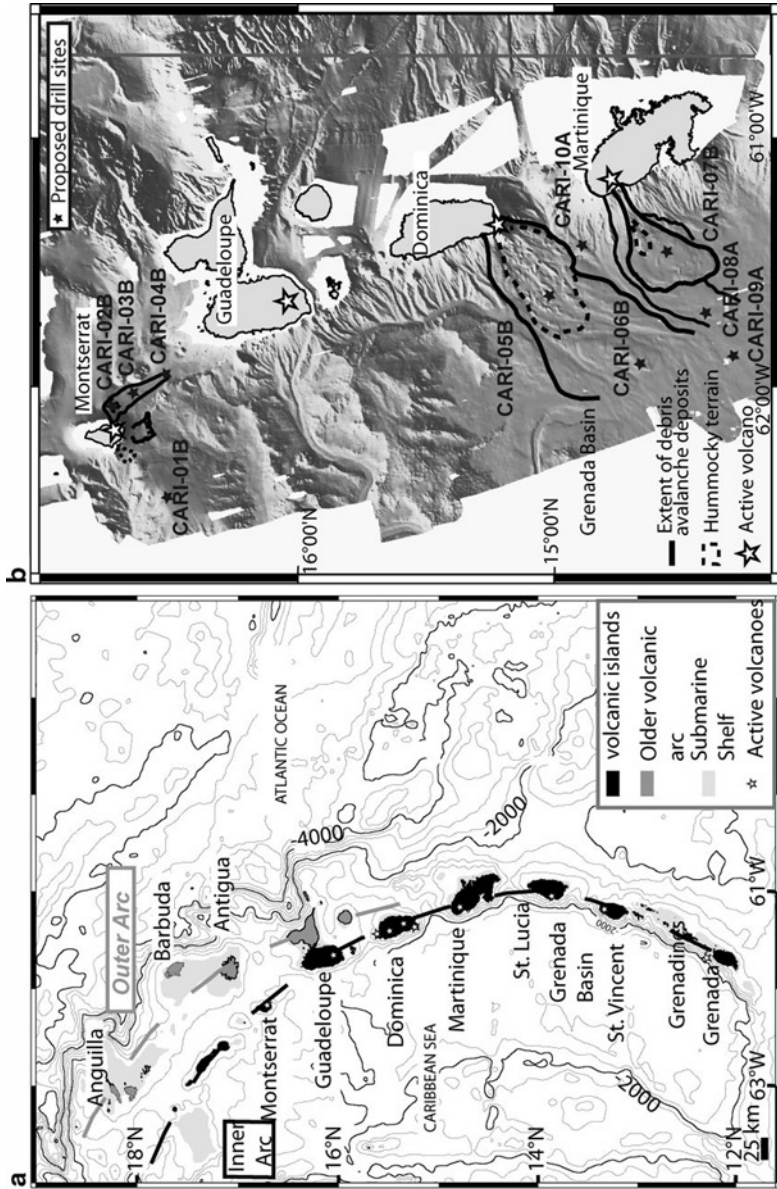 a
Anguilla
Outer Arc
Barbuda
Antigua
Inner
Arc
Montserrat
Guadeloupe
Dominica
Martinique
St. Lucia
Grenada
Basin
St. Vincent
Grenadines
Grenada
ATLANTIC OCEAN
CARIBBEAN SEA
-4000
-2000
-2000
2000
18°N
16°N
14°N
12°N
63°W
61°W
25 km
volcanic islands
Older volcanic
arc
Submarine
Shelf
Active volcanoes
b
Proposed drill sites
Montserrat
CARI-02B
CARI-03B
CARI-04B
CARI-01B
Guadeloupe
16°00'N
Dominica
CARI-05B
CARI-10A
Martinique
CARI-06B
CARI-07B
CARI-08A
CARI-09A
15°00'N
Grenada Basin
62°00'W
61°00'W
Extent of debris
avalanche deposits
Hummocky terrain
Active volcano